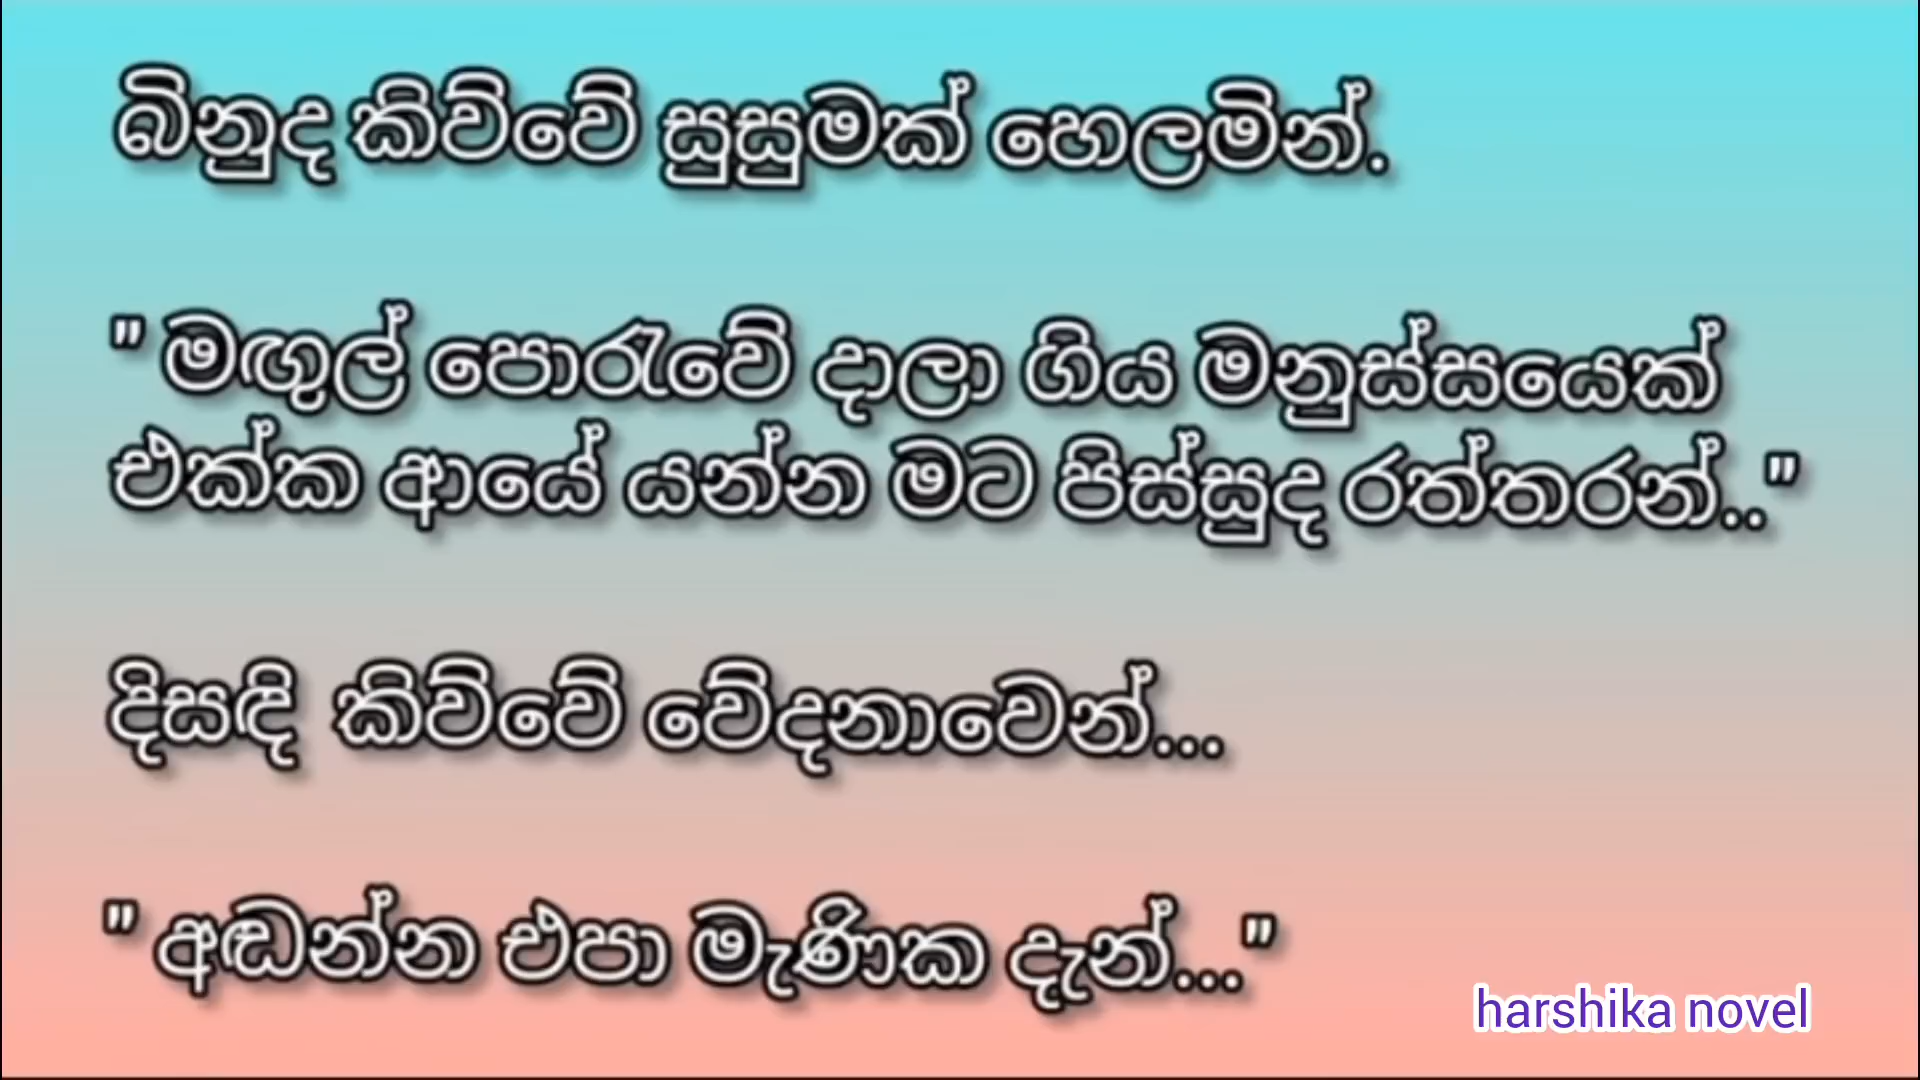 බිනුද කිව්වේ සුසුමක් හෙලමින්.
" මඟුල් පොරුවේ දාලා ගිය මනුස්සයෙක්
එක්ක ආයේ යන්න මට පිස්සුද රත්තරන්.."
දිසඳි කිව්වේ වේදනාවෙන්...
" අඬන්න එපා මැණික දැන්..."
harshika novel